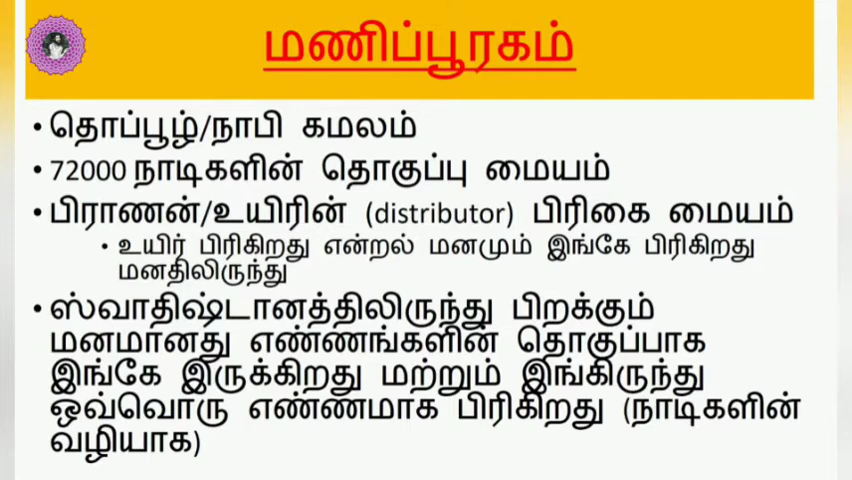 மணிப்பூரகம்
• தொப்பூழ்/நாபி கமலம்
• 72000 நாடிகளின் தொகுப்பு மையம்
• பிராணன்/உயிரின் (distributor) பிரிகை மையம்
• உயிர் பிரிகிறது என்றல் மனமும் இங்கே பிரிகிறது
மனதிலிருந்து
• ஸ்வாதிஷ்டானத்திலிருந்து பிறக்கும்
மனமானது எண்ணங்களின் தொகுப்பாக
இங்கே இருக்கிறது மற்றும் இங்கிருந்து
ஒவ்வொரு எண்ணமாக பிரிகிறது (நாடிகளின்
வழியாக)